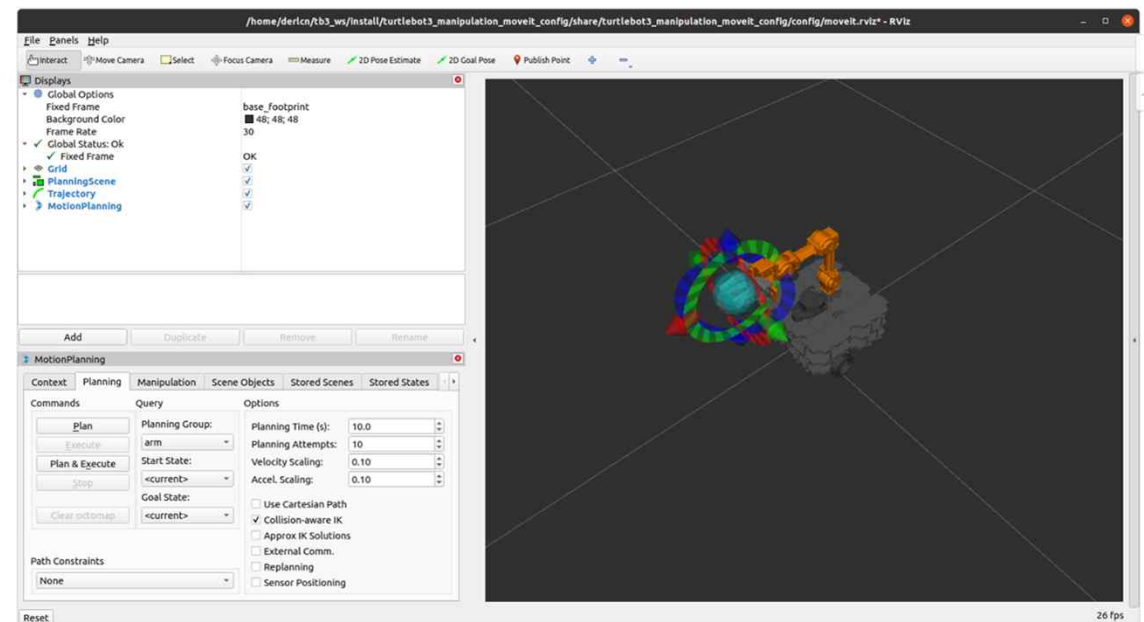 /home/derlcn/tb3_ws/install/turtlebot3_manipulation_moveit_config/share/turtlebot3_manipulation_moveit_config/config/moveit.rviz* - RViz
File Panels Help
Interact Move Camera Select Focus Camera Measure 2D Pose Estimate 2D Goal Pose Publish Point
Displays
Global Options
Fixed Frame base_footprint
Background Color 48; 48; 48
Frame Rate 30
Global Status: Ok
Fixed Frame OK
Grid
PlanningScene
Trajectory
MotionPlanning
Add Duplicate Remove Rename
MotionPlanning
Context Planning Manipulation Scene Objects Stored Scenes Stored States
Commands Query Options
Plan Planning Group: Planning Time (s): 10.0
Execute arm Planning Attempts: 10
Plan & Execute Start State: Velocity Scaling: 0.10
Stop <current> Accel. Scaling: 0.10
Goal State: Use Cartesian Path
Clear octomap <current> Collision-aware IK
Approx IK Solutions
External Comm.
Path Constraints Replanning
None Sensor Positioning
Reset 26 fps